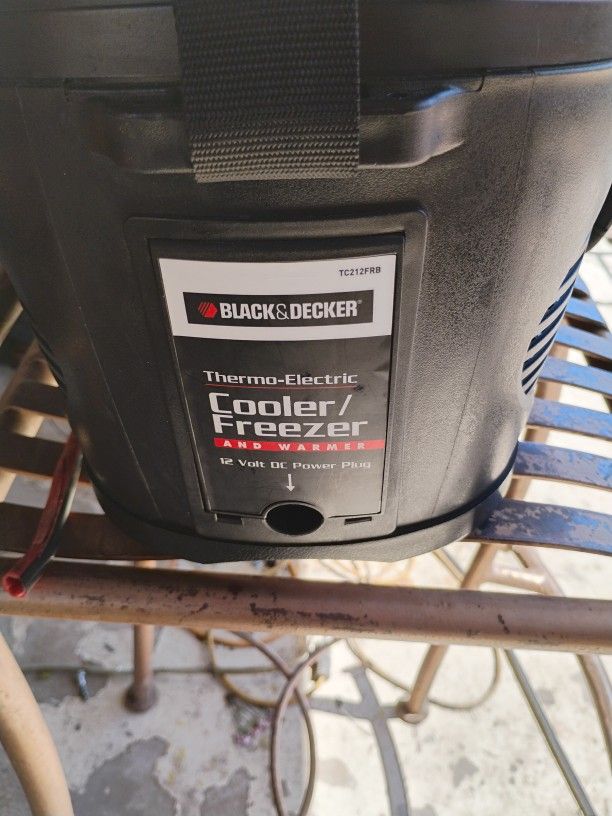 TC212FRB
BLACK&DECKER
Thermo-Electric
Cooler/
Freezer
AND WARMER
12 Volt DC Power Plug